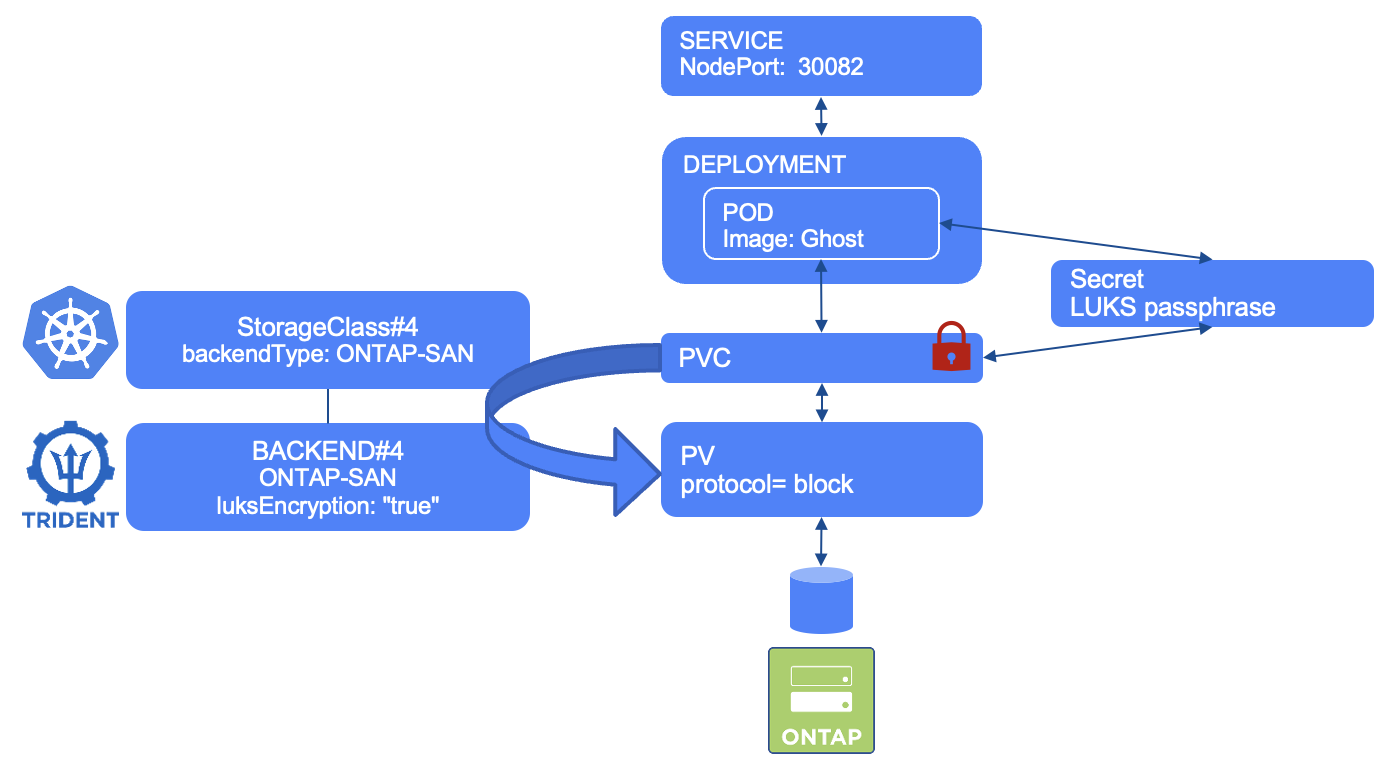 SERVICE
NodePort: 30082
DEPLOYMENT
POD
Image: Ghost
Secret
LUKS passphrase
StorageClass#4
backendType: ONTAP-SAN
PVC
BACKEND#4
ONTAP-SAN
luksEncryption: "true"
TRIDENT
PV
protocol= block
ONTAP